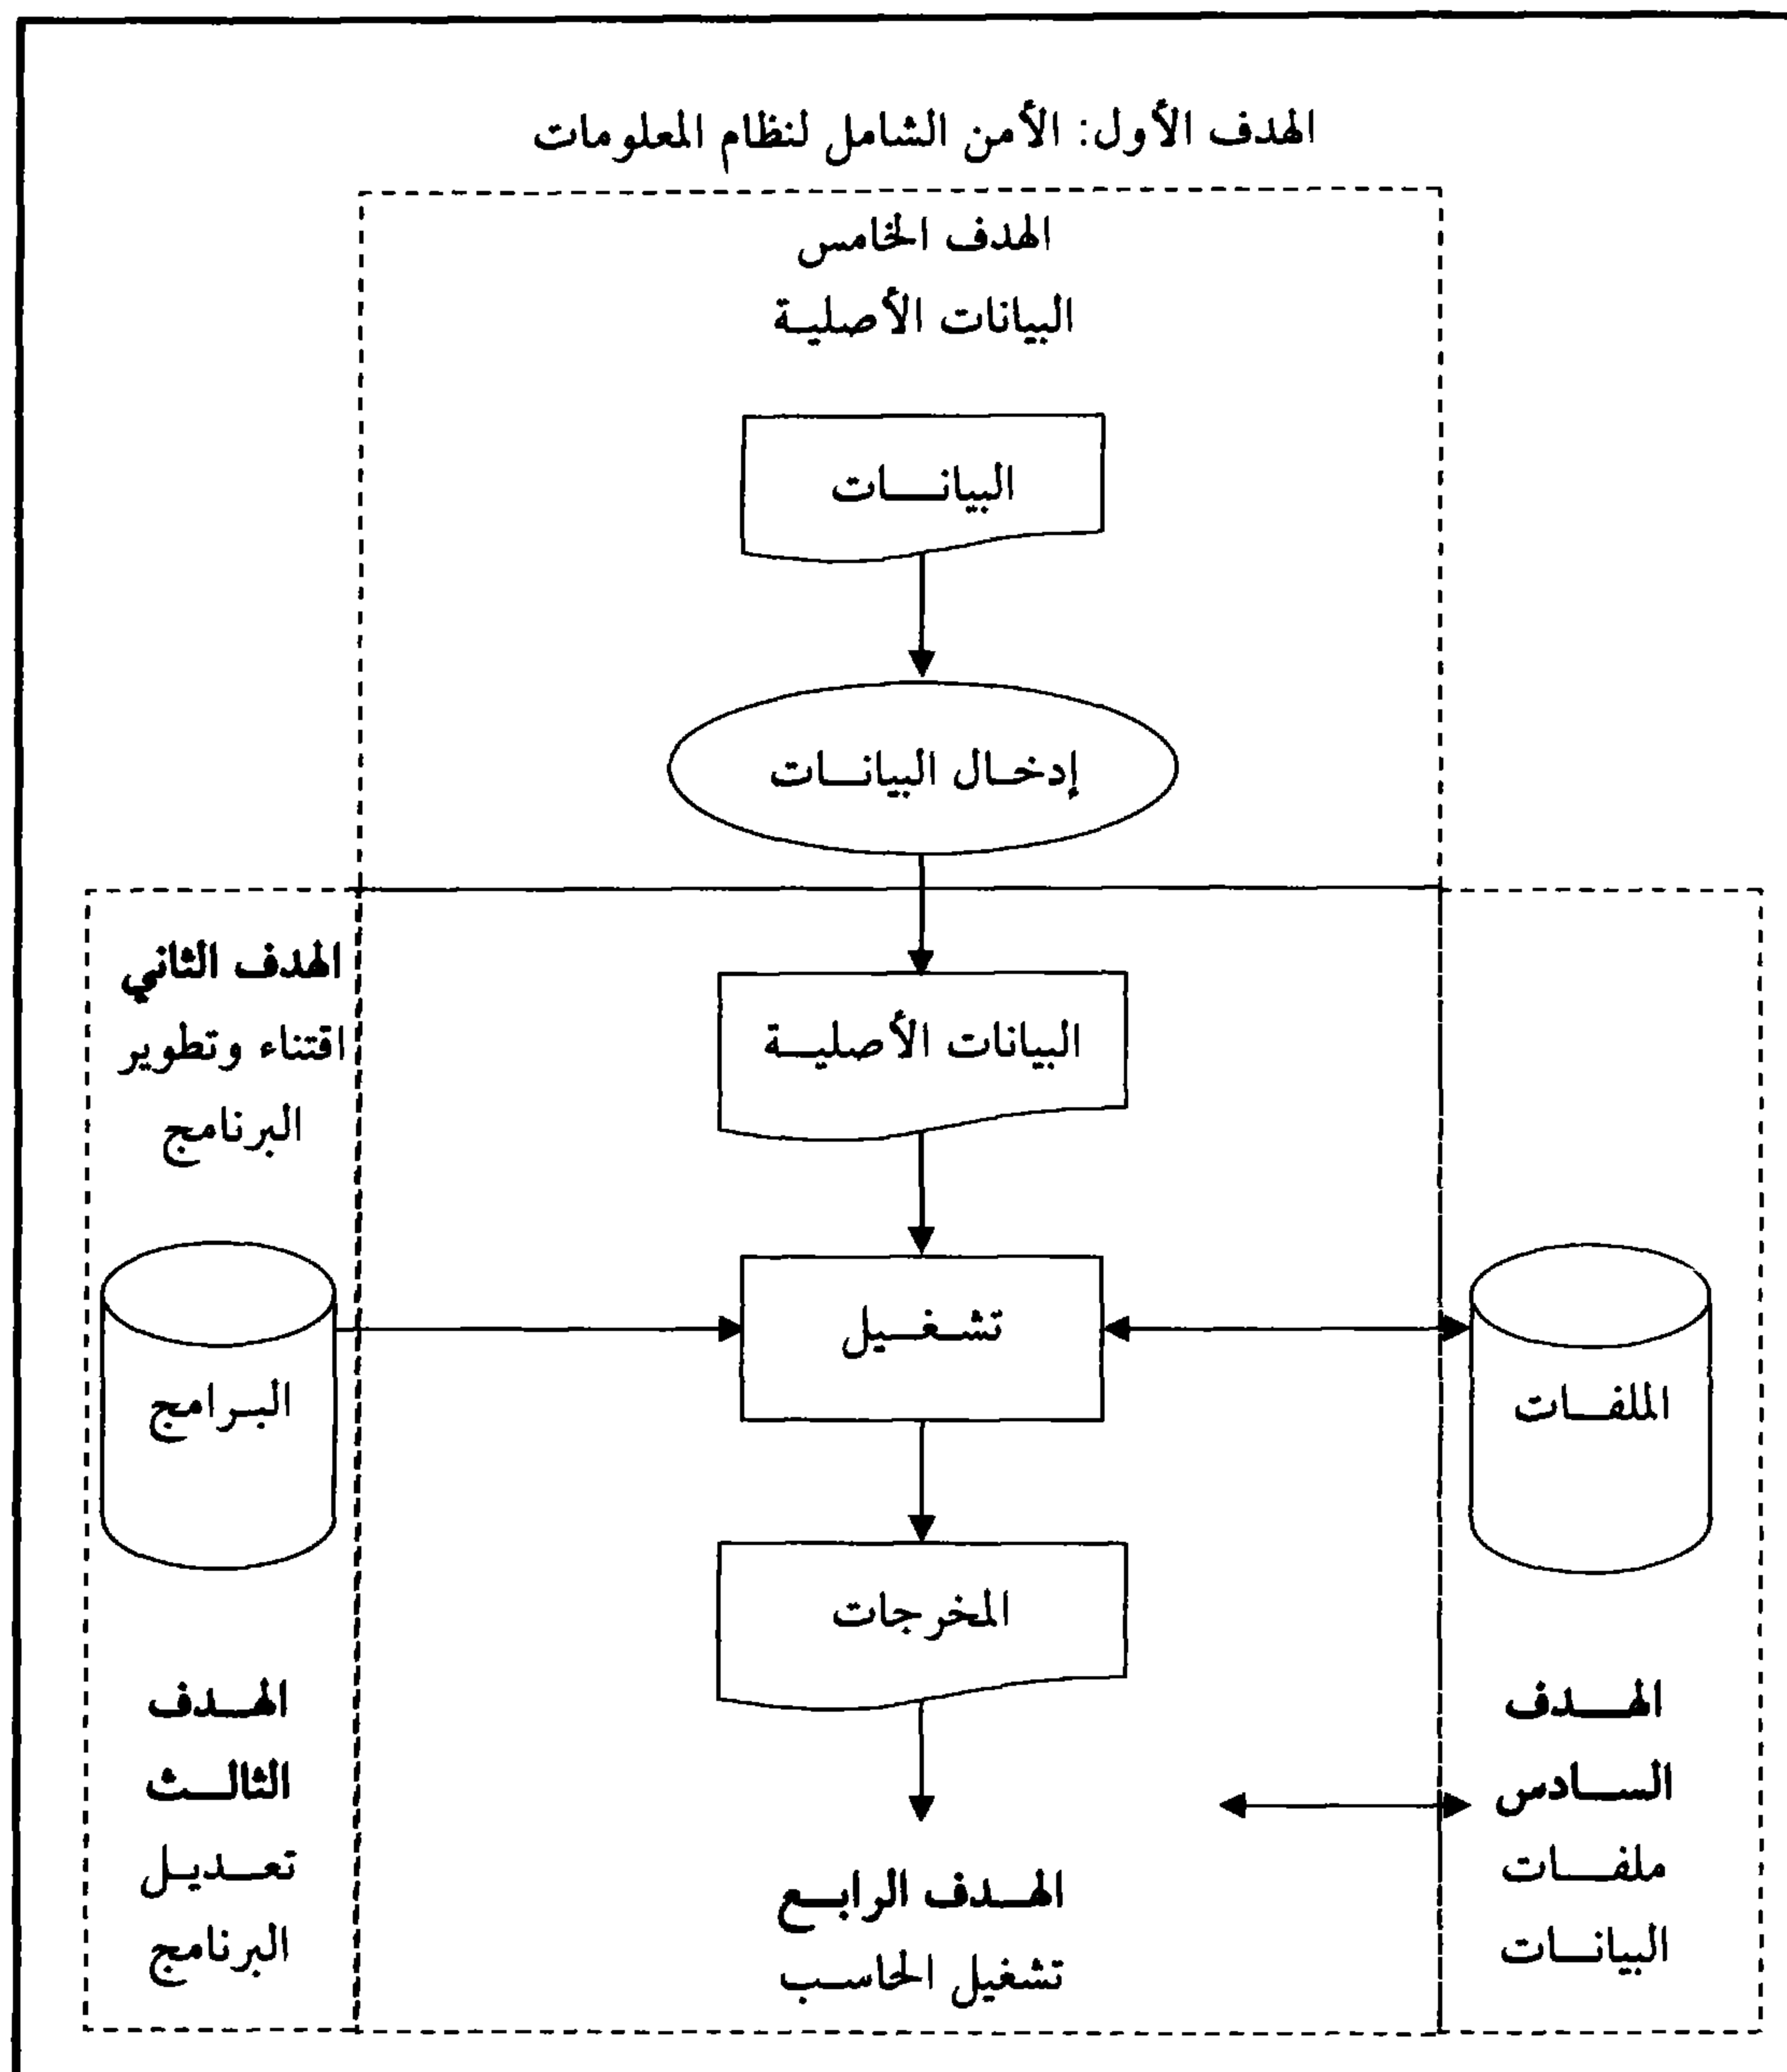 الهدف الأول: الأمن الشامل لنظام المعلومات
الهدف الخامس
البيانات الأصلية
البيانات
إدخال البيانات
الهدف الثاني
اقتناء وتطوير
البرنامج
البيانات الأصلية
تشغيل
البرامج
الملفات
المخرجات
الهدف
الثالث
تعديل
البرنامج
الهدف الرابع
تشغيل الحاسب
الهدف
السادس
ملفات
البيانات